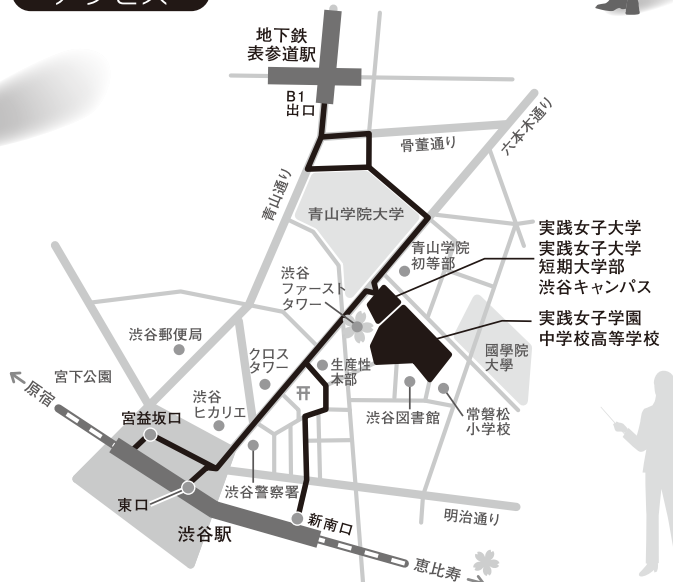 アクセス
地下鉄
表参道駅
B1
出口
骨董通り
六本木通り
青山通り
青山学院大学
青山学院
初等部
実践女子大学
実践女子大学
短期大学部
渋谷キャンパス
渋谷
ファースト
タワー
実践女子学園
中学校高等学校
國學院
大學
渋谷郵便局
クロス
タワー
生産性
本部
宮下公園
原宿
渋谷
ヒカリエ
渋谷図書館
常磐松
小学校
宮益坂口
東口
渋谷警察署
渋谷駅
新南口
明治通り
恵比寿